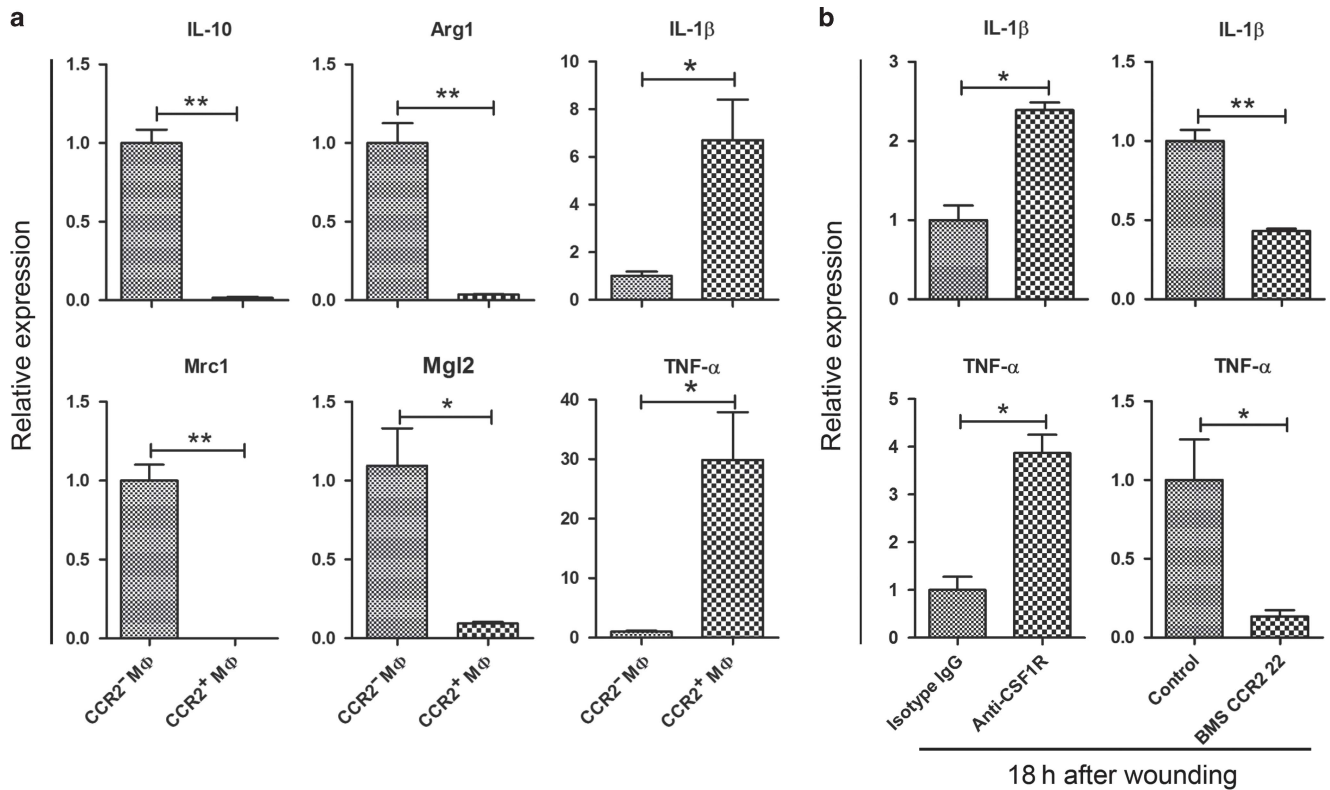 a
IL-10
1.5
1.0
0.5
0.0
**
Arg1
1.5
1.0
0.5
0.0
**
IL-1β
10
8
6
4
2
0
*
Relative expression
Mrc1
1.5
1.0
0.5
0.0
**
CCR2⁻ MΦ
CCR2⁺ MΦ
Mgl2
1.5
1.0
0.5
0.0
*
CCR2⁻ MΦ
CCR2⁺ MΦ
TNF-α
40
30
20
10
0
*
CCR2⁻ MΦ
CCR2⁺ MΦ
b
IL-1β
3
2
1
0
*
IL-1β
1.5
1.0
0.5
0.0
**
Relative expression
TNF-α
5
4
3
2
1
0
*
Isotype IgG
Anti-CSF1R
TNF-α
1.5
1.0
0.5
0.0
*
Control
BMS CCR2 22
18 h after wounding